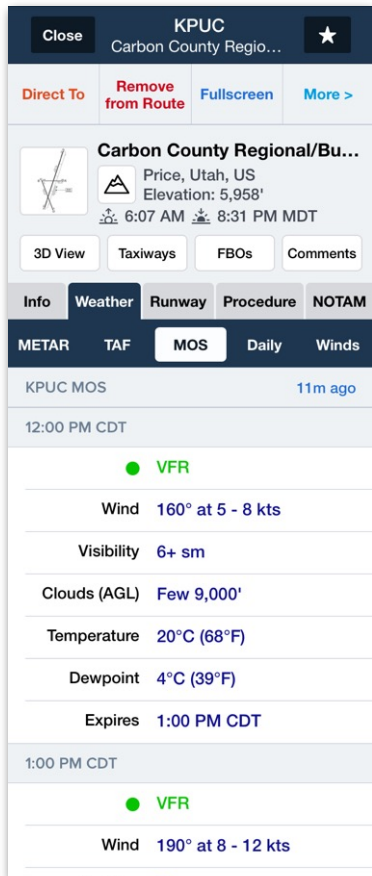 Close
KPUC
Carbon County Regio...
Direct To
Remove
from Route
Fullscreen
More >
Carbon County Regional/Bu...
Price, Utah, US
Elevation: 5,958'
6:07 AM 8:31 PM MDT
3D View Taxiways FBOs Comments
Info Weather Runway Procedure NOTAM
METAR TAF MOS Daily Winds
KPUC MOS 11m ago
12:00 PM CDT
VFR
Wind 160° at 5 - 8 kts
Visibility 6+ sm
Clouds (AGL) Few 9,000'
Temperature 20°C (68°F)
Dewpoint 4°C (39°F)
Expires 1:00 PM CDT
1:00 PM CDT
VFR
Wind 190° at 8 - 12 kts